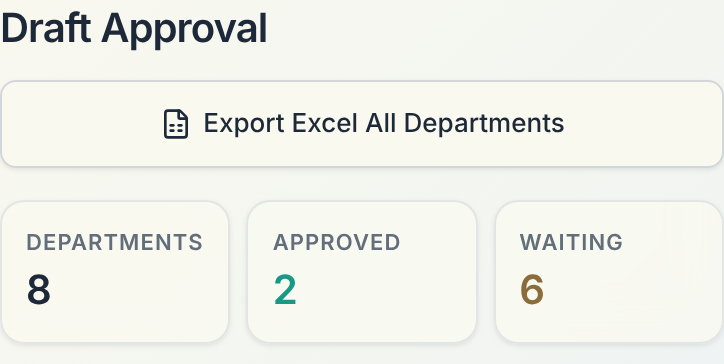 Draft Approval
Export Excel All Departments
DEPARTMENTS APPROVED WAITING
8 2 6